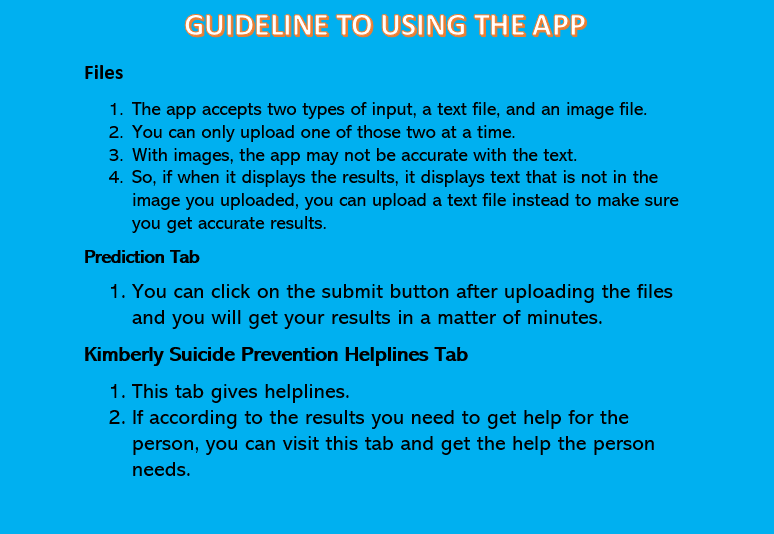 GUIDELINE TO USING THE APP
Files
1. The app accepts two types of input, a text file, and an image file.
2. You can only upload one of those two at a time.
3. With images, the app may not be accurate with the text.
4. So, if when it displays the results, it displays text that is not in the
image you uploaded, you can upload a text file instead to make sure
you get accurate results.
Prediction Tab
1. You can click on the submit button after uploading the files
and you will get your results in a matter of minutes.
Kimberly Suicide Prevention Helplines Tab
1. This tab gives helplines.
2. If according to the results you need to get help for the
person, you can visit this tab and get the help the person
needs.